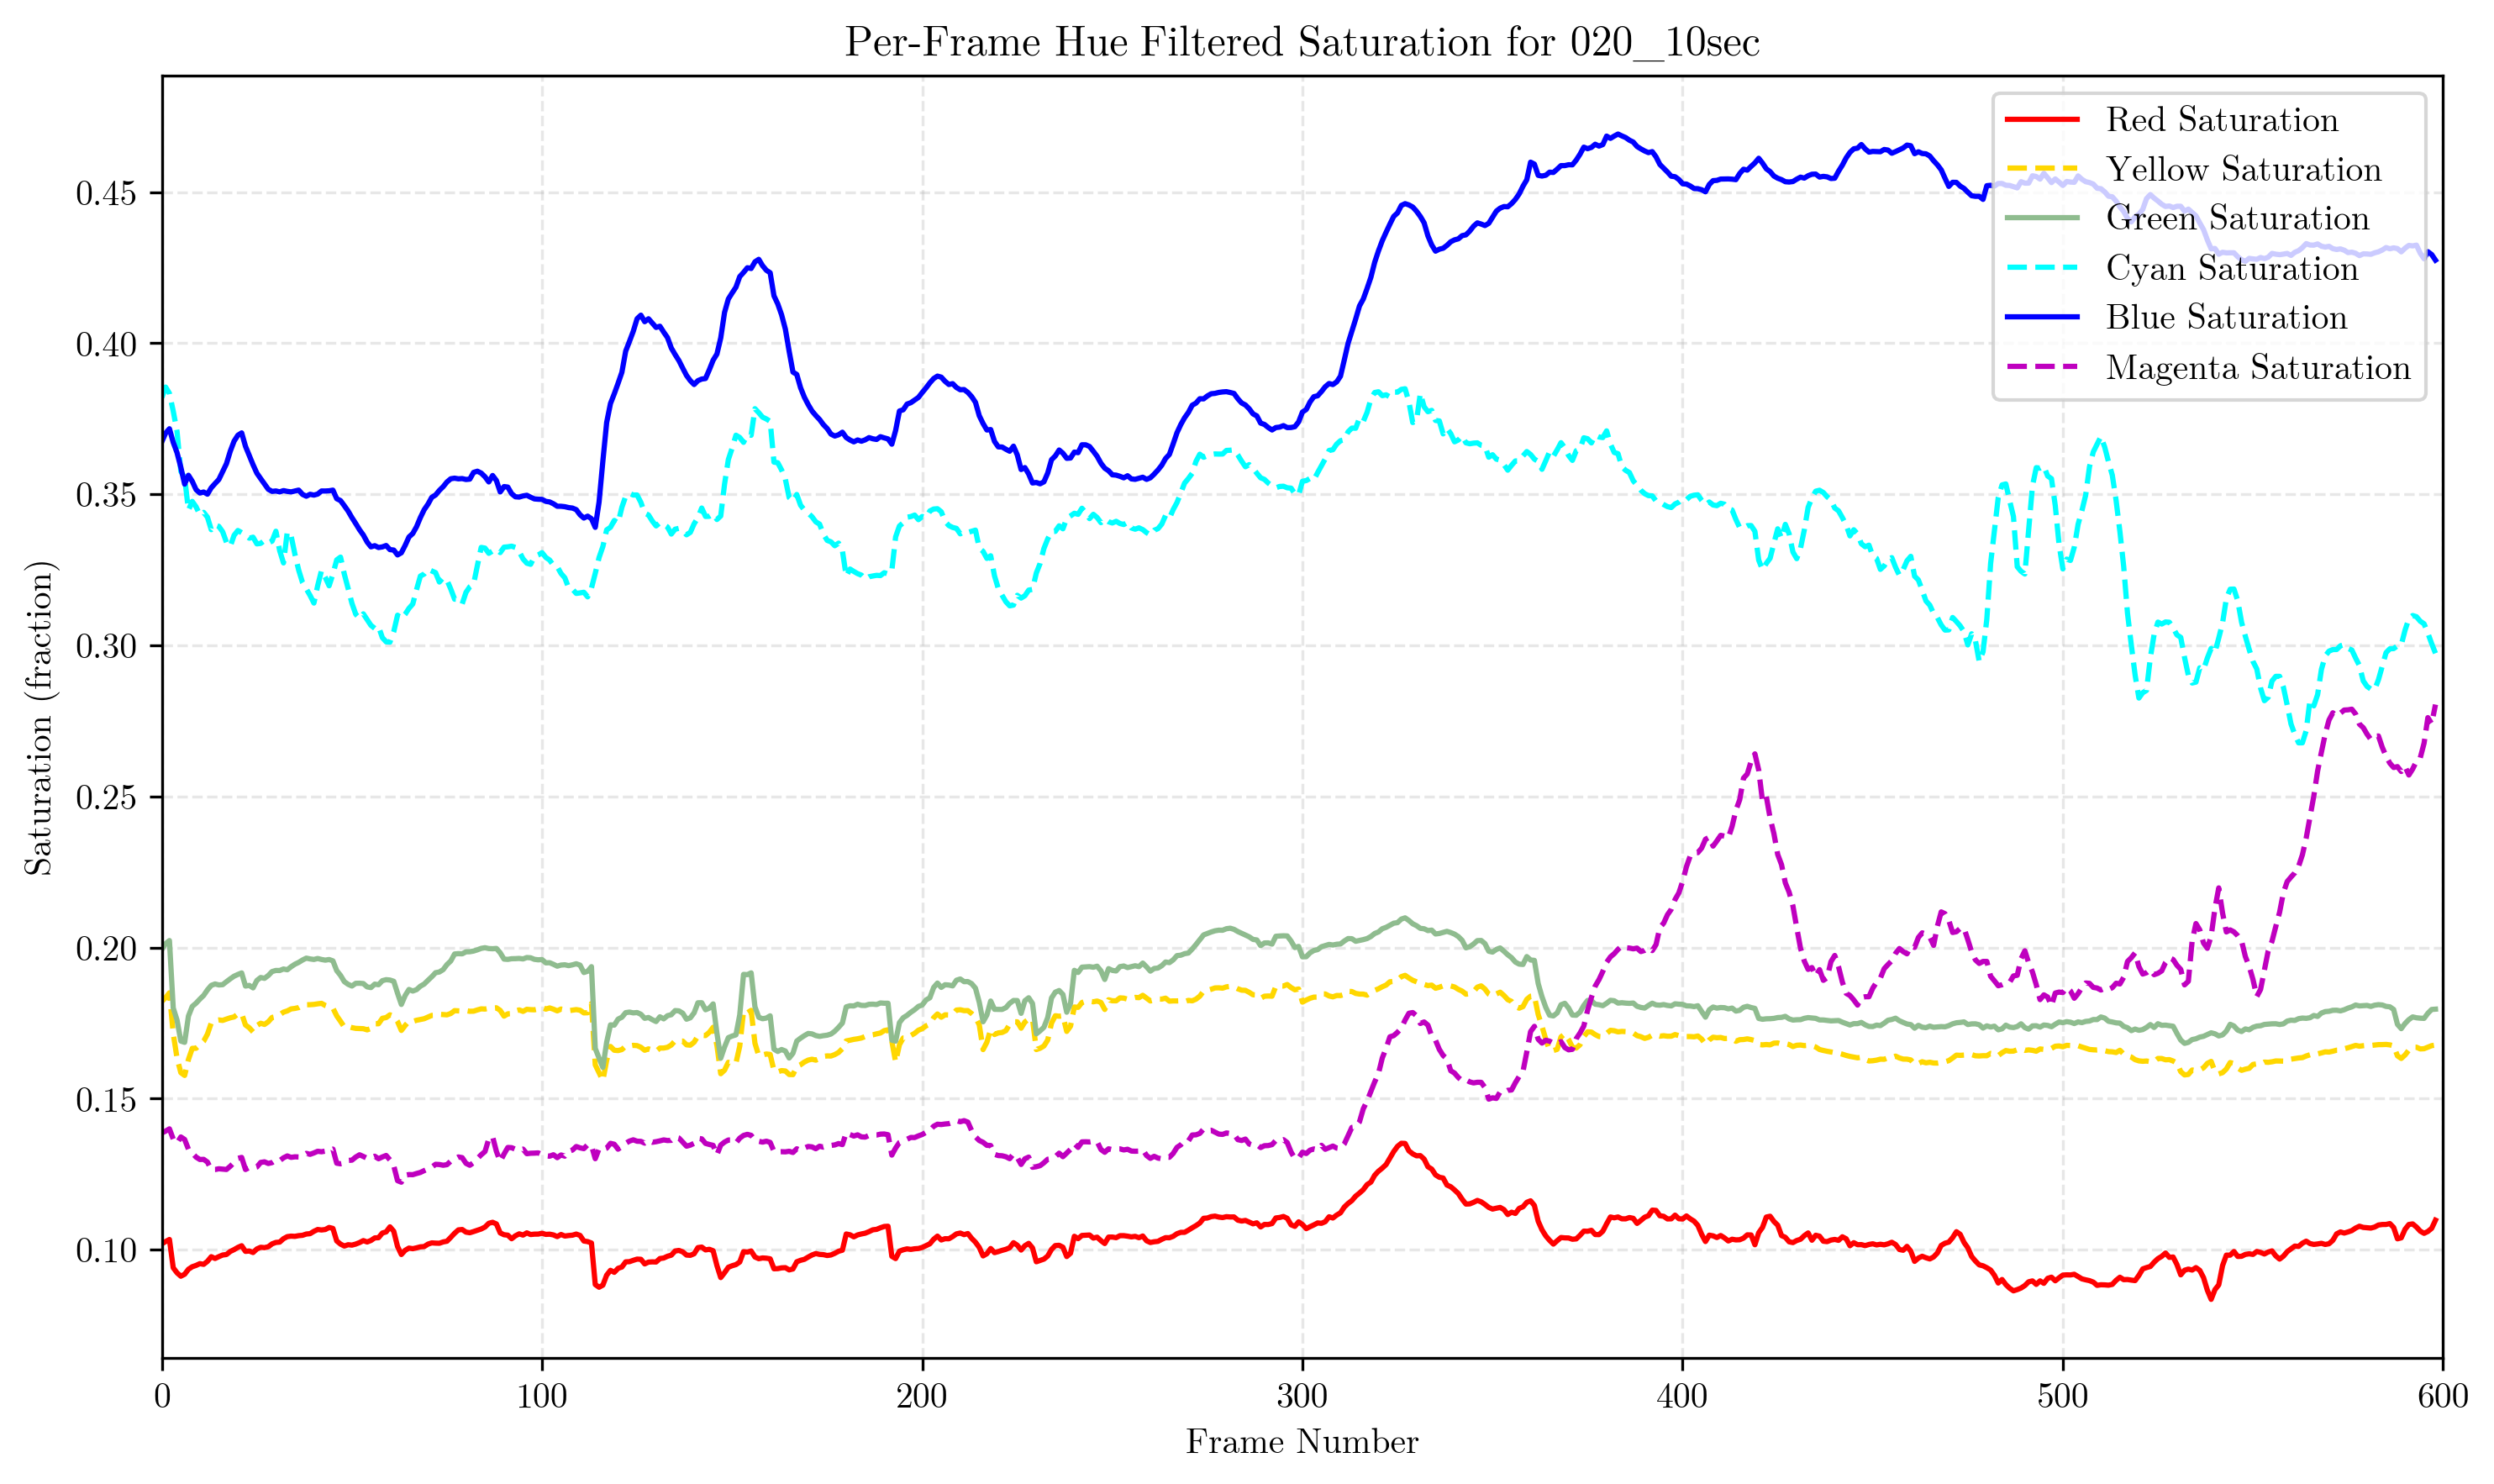 Per-Frame Hue Filtered Saturation for 020_10sec
Red Saturation
Yellow Saturation
Green Saturation
Cyan Saturation
Blue Saturation
Magenta Saturation
Saturation (fraction)
0.45
0.40
0.35
0.30
0.25
0.20
0.15
0.10
0 100 200 300 400 500 600
Frame Number